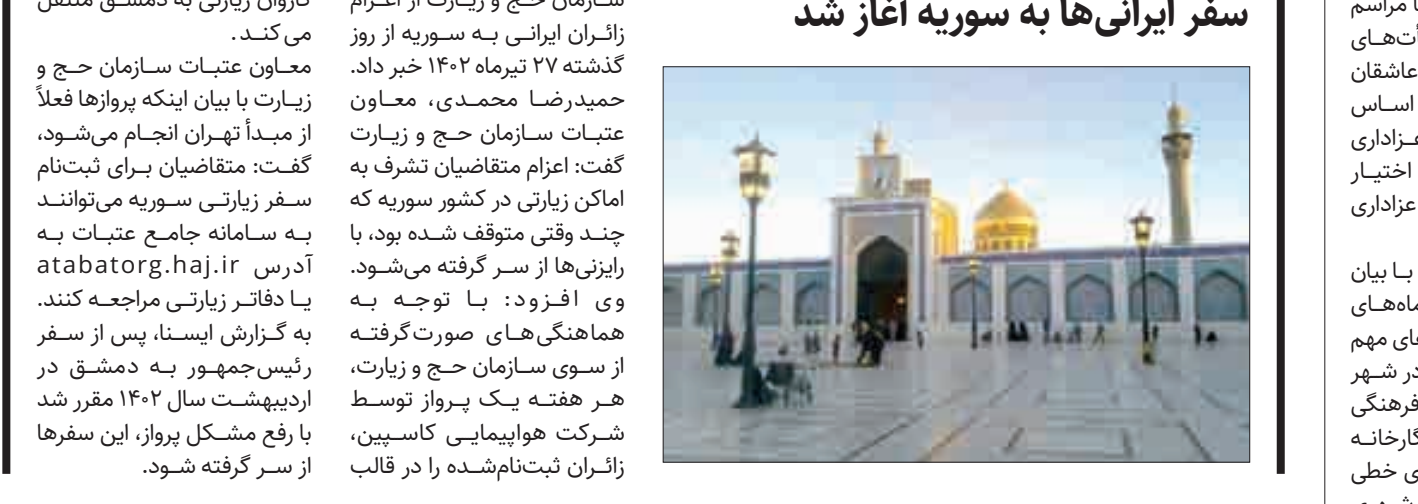 سفر ایرانی‌ها به سوریه آغاز شد
سازمان حج و زیارت از اعزام
زائران ایرانی به سوریه از روز
گذشته ۲۷ تیرماه ۱۴۰۲ خبر داد.
حمیدرضا محمدی، معاون
عتبات سازمان حج و زیارت
گفت: اعزام متقاضیان تشرف به
اماکن زیارتی در کشور سوریه که
چند وقتی متوقف شده بود، با
رایزنی‌ها از سر گرفته می‌شود.
وی افزود: با توجه به
هماهنگی‌های صورت‌گرفته
از سوی سازمان حج و زیارت،
هر هفته یک پرواز توسط
شرکت هواپیمایی کاسپین،
زائران ثبت‌نام‌شده را در قالب
کاروان زیارتی به دمشق منتقل
می‌کند.
معاون عتبات سازمان حج و
زیارت با بیان اینکه پروازها فعلاً
از مبدأ تهران انجام می‌شود،
گفت: متقاضیان برای ثبت‌نام
سفر زیارتی سوریه می‌توانند
به سامانه جامع عتبات به
آدرس atabatorg.haj.ir
یا دفاتر زیارتی مراجعه کنند.
به گزارش ایسنا، پس از سفر
رئیس‌جمهور به دمشق در
اردیبهشت سال ۱۴۰۲ مقرر شد
با رفع مشکل پرواز، این سفرها
از سر گرفته شود.
مراسم
عاشقان
اساس
عزاداری
اختیار
عزاداری
با بیان
ماه‌های
های مهم
در شهر
فرهنگی
خطی